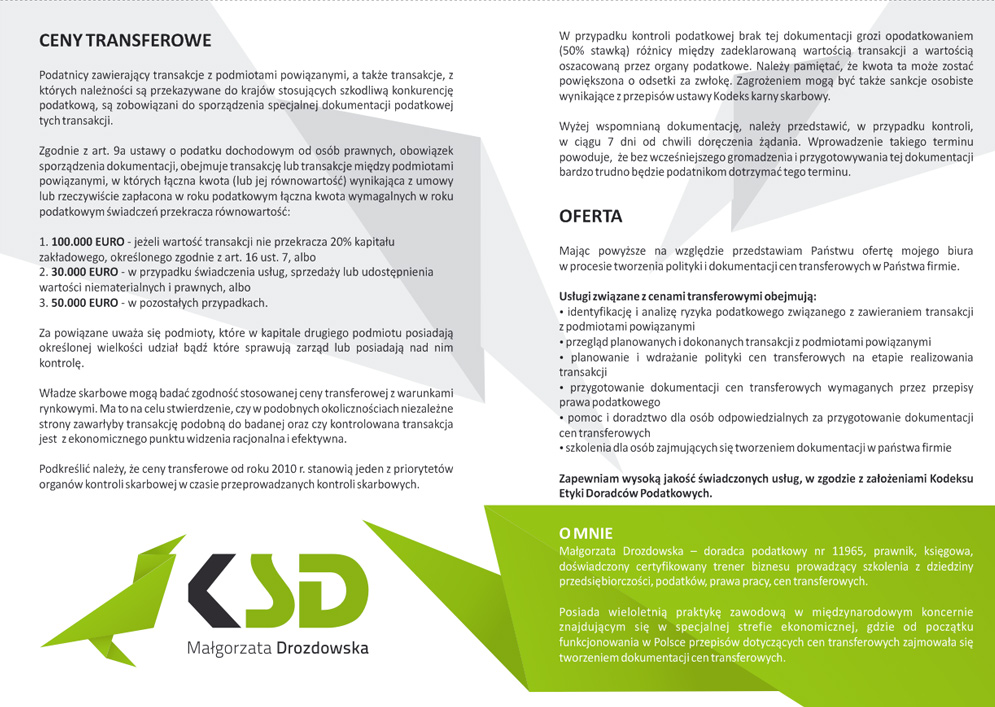 CENY TRANSFEROWE
Podatnicy zawierający transakcje z podmiotami powiązanymi, a także transakcje, z
których należności są przekazywane do krajów stosujących szkodliwą konkurencję
podatkową, są zobowiązani do sporządzenia specjalnej dokumentacji podatkowej
tych transakcji.
Zgodnie z art. 9a ustawy o podatku dochodowym od osób prawnych, obowiązek
sporządzenia dokumentacji, obejmuje transakcję lub transakcje między podmiotami
powiązanymi, w których łączna kwota (lub jej równowartość) wynikająca z umowy
lub rzeczywiście zapłacona w roku podatkowym łączna kwota wymagalnych w roku
podatkowym świadczeń przekracza równowartość:
1. 100.000 EURO - jeżeli wartość transakcji nie przekracza 20% kapitału
zakładowego, określonego zgodnie z art. 16 ust. 7, albo
2. 30.000 EURO - w przypadku świadczenia usług, sprzedaży lub udostępnienia
wartości niematerialnych i prawnych, albo
3. 50.000 EURO - w pozostałych przypadkach.
Za powiązane uważa się podmioty, które w kapitale drugiego podmiotu posiadają
określonej wielkości udział bądź które sprawują zarząd lub posiadają nad nim
kontrolę.
Władze skarbowe mogą badać zgodność stosowanej ceny transferowej z warunkami
rynkowymi. Ma to na celu stwierdzenie, czy w podobnych okolicznościach niezależne
strony zawarłyby transakcję podobną do badanej oraz czy kontrolowana transakcja
jest z ekonomicznego punktu widzenia racjonalna i efektywna.
Podkreślić należy, że ceny transferowe od roku 2010 r. stanowią jeden z priorytetów
organów kontroli skarbowej w czasie przeprowadzanych kontroli skarbowych.
KSD
Małgorzata Drozdowska
W przypadku kontroli podatkowej brak tej dokumentacji grozi opodatkowaniem
(50% stawką) różnicy między zadeklarowaną wartością transakcji a wartością
oszacowaną przez organy podatkowe. Należy pamiętać, że kwota ta może zostać
powiększona o odsetki za zwłokę. Zagrożeniem mogą być także sankcje osobiste
wynikające z przepisów ustawy Kodeks karny skarbowy.
Wyżej wspomnianą dokumentację, należy przedstawić, w przypadku kontroli,
w ciągu 7 dni od chwili doręczenia żądania. Wprowadzenie takiego terminu
powoduje, że bez wcześniejszego gromadzenia i przygotowywania tej dokumentacji
bardzo trudno będzie podatnikom dotrzymać tego terminu.
OFERTA
Mając powyższe na względzie przedstawiam Państwu ofertę mojego biura
w procesie tworzenia polityki i dokumentacji cen transferowych w Państwa firmie.
Usługi związane z cenami transferowymi obejmują:
• identyfikację i analizę ryzyka podatkowego związanego z zawieraniem transakcji
z podmiotami powiązanymi
• przegląd planowanych i dokonanych transakcji z podmiotami powiązanymi
• planowanie i wdrażanie polityki cen transferowych na etapie realizowania
transakcji
• przygotowanie dokumentacji cen transferowych wymaganych przez przepisy
prawa podatkowego
• pomoc i doradztwo dla osób odpowiedzialnych za przygotowanie dokumentacji
cen transferowych
• szkolenia dla osób zajmujących się tworzeniem dokumentacji w państwa firmie
Zapewniam wysoką jakość świadczonych usług, w zgodzie z założeniami Kodeksu
Etyki Doradców Podatkowych.
O MNIE
Małgorzata Drozdowska – doradca podatkowy nr 11965, prawnik, księgowa,
doświadczony certyfikowany trener biznesu prowadzący szkolenia z dziedziny
przedsiębiorczości, podatków, prawa pracy, cen transferowych.
Posiada wieloletnią praktykę zawodową w międzynarodowym koncernie
znajdującym się w specjalnej strefie ekonomicznej, gdzie od początku
funkcjonowania w Polsce przepisów dotyczących cen transferowych zajmowała się
tworzeniem dokumentacji cen transferowych.